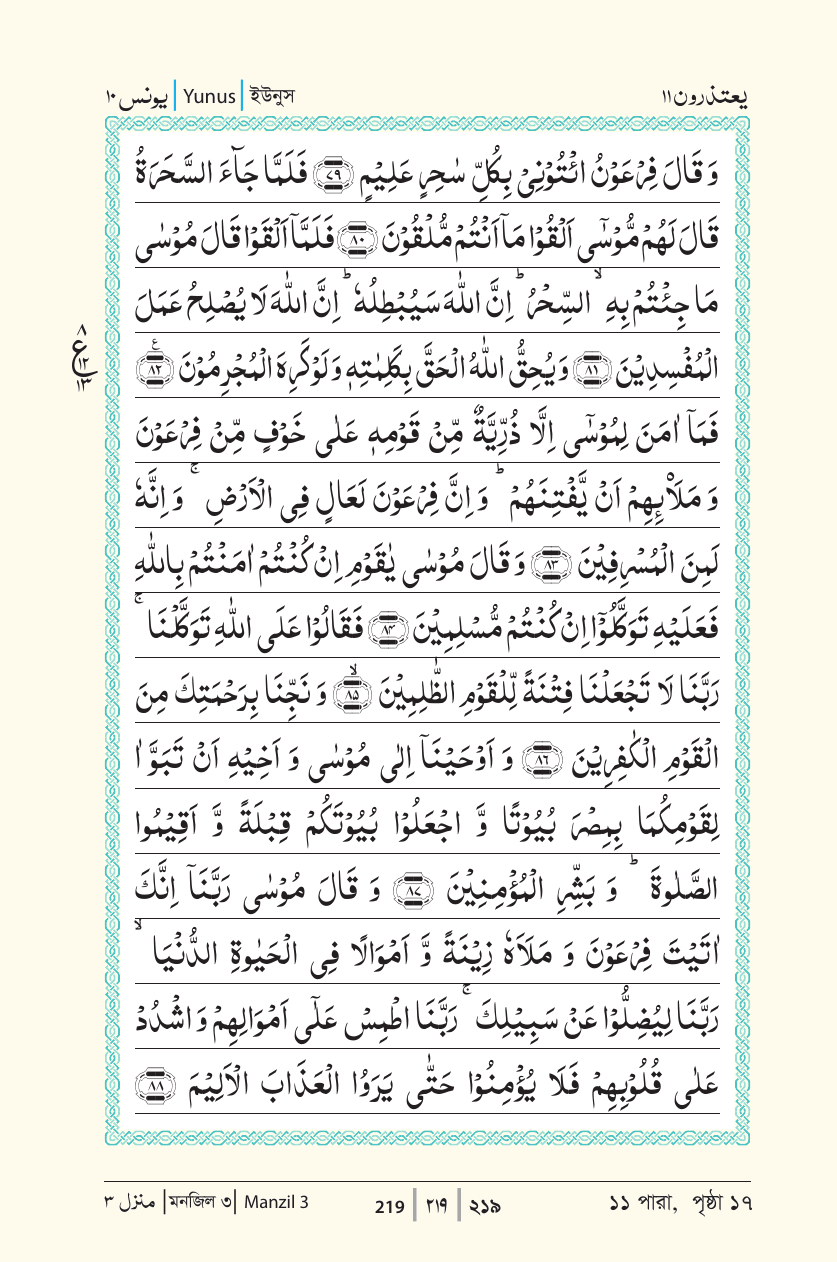 يونس ۱۰ | Yunus | ইউনুস
يعتذرون ۱۱
وَ قَالَ فِرْعَوْنُ ائْتُوْنِیْ بِكُلِّ سٰحِرٍ عَلِیْمٍ ﴿۷۹﴾ فَلَمَّا جَآءَ السَّحَرَةُ
قَالَ لَهُمْ مُّوْسٰۤی اَلْقُوْا مَاۤ اَنْتُمْ مُّلْقُوْنَ ﴿۸۰﴾ فَلَمَّاۤ اَلْقَوْا قَالَ مُوْسٰی
مَا جِئْتُمْ بِهِ ۙ السِّحْرُ ؕ اِنَّ اللّٰهَ سَیُبْطِلُهٗ ؕ اِنَّ اللّٰهَ لَا یُصْلِحُ عَمَلَ
الْمُفْسِدِیْنَ ﴿۸۱﴾ وَ یُحِقُّ اللّٰهُ الْحَقَّ بِكَلِمٰتِهٖ وَ لَوْ كَرِهَ الْمُجْرِمُوْنَ ﴿۸۲﴾
۸ ع ۱۲ ۱۳
فَمَاۤ اٰمَنَ لِمُوْسٰۤی اِلَّا ذُرِّیَّةٌ مِّنْ قَوْمِهٖ عَلٰی خَوْفٍ مِّنْ فِرْعَوْنَ
وَ مَلَاۡئِهِمْ اَنْ یَّفْتِنَهُمْ ؕ وَ اِنَّ فِرْعَوْنَ لَعَالٍ فِی الْاَرْضِ ۚ وَ اِنَّهٗ
لَمِنَ الْمُسْرِفِیْنَ ﴿۸۳﴾ وَ قَالَ مُوْسٰی یٰقَوْمِ اِنْ كُنْتُمْ اٰمَنْتُمْ بِاللّٰهِ
فَعَلَیْهِ تَوَكَّلُوْۤا اِنْ كُنْتُمْ مُّسْلِمِیْنَ ﴿۸۴﴾ فَقَالُوْا عَلَی اللّٰهِ تَوَكَّلْنَا ۚ
رَبَّنَا لَا تَجْعَلْنَا فِتْنَةً لِّلْقَوْمِ الظّٰلِمِیْنَ ﴿ۙ۸۵﴾ وَ نَجِّنَا بِرَحْمَتِكَ مِنَ
الْقَوْمِ الْكٰفِرِیْنَ ﴿۸۶﴾ وَ اَوْحَیْنَاۤ اِلٰی مُوْسٰی وَ اَخِیْهِ اَنْ تَبَوَّاٰ
لِقَوْمِكُمَا بِمِصْرَ بُیُوْتًا وَّ اجْعَلُوْا بُیُوْتَكُمْ قِبْلَةً وَّ اَقِیْمُوا
الصَّلٰوةَ ؕ وَ بَشِّرِ الْمُؤْمِنِیْنَ ﴿۸۷﴾ وَ قَالَ مُوْسٰی رَبَّنَاۤ اِنَّكَ
اٰتَیْتَ فِرْعَوْنَ وَ مَلَاَهٗ زِیْنَةً وَّ اَمْوَالًا فِی الْحَیٰوةِ الدُّنْیَا ۙ
رَبَّنَا لِیُضِلُّوْا عَنْ سَبِیْلِكَ ۚ رَبَّنَا اطْمِسْ عَلٰۤی اَمْوَالِهِمْ وَ اشْدُدْ
عَلٰی قُلُوْبِهِمْ فَلَا یُؤْمِنُوْا حَتّٰی یَرَوُا الْعَذَابَ الْاَلِیْمَ ﴿۸۸﴾
منزل ۳ | মনজিল ৩ | Manzil 3
219 | ۲۱۹ | ২১৯
১১ পারা, পৃষ্ঠা ১৭